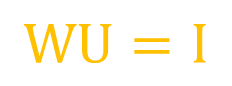 WU = I